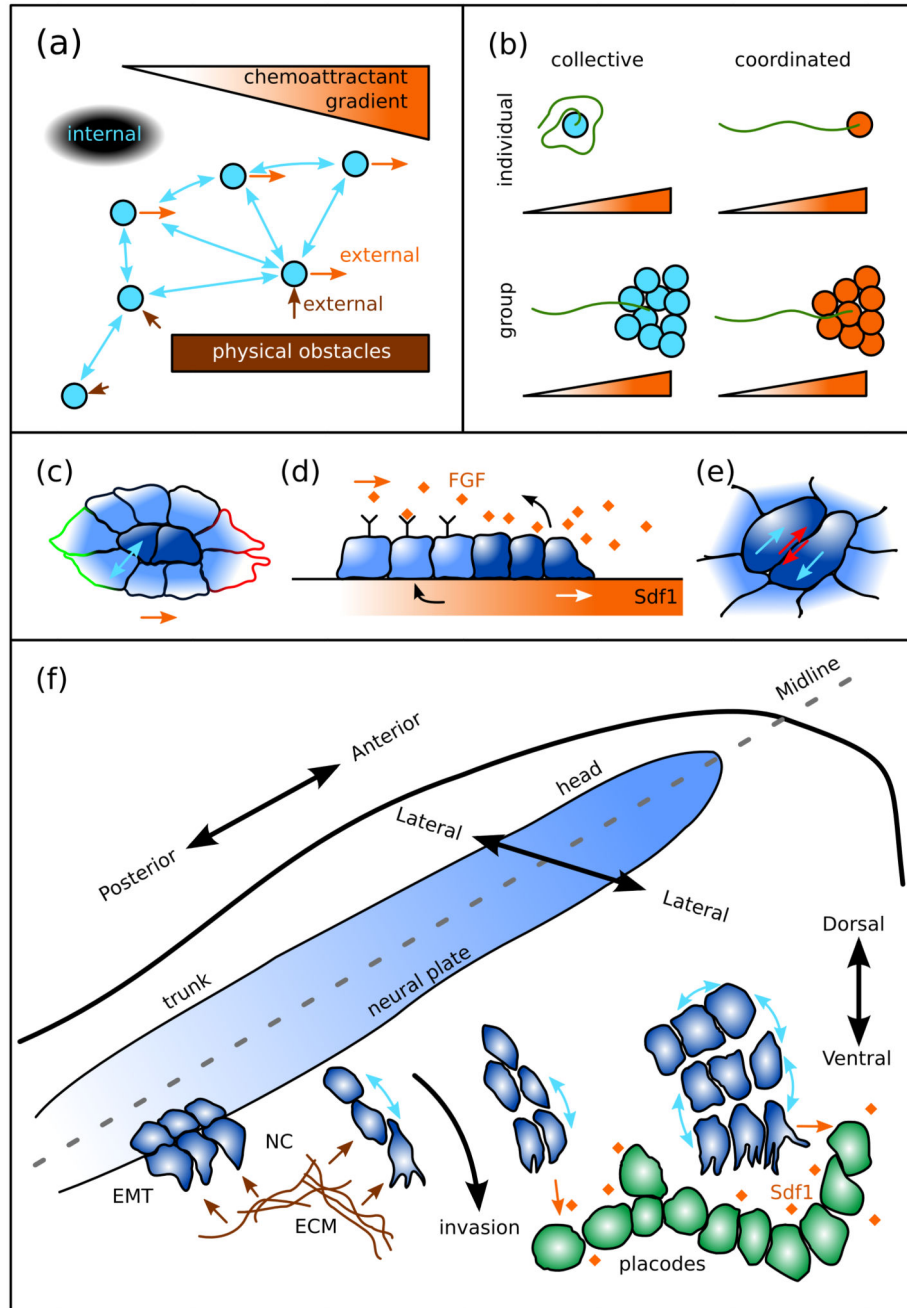 (a)
chemoattractant
gradient
internal
external
external
physical obstacles
(b)
collective
coordinated
individual
group
(c)
(d)
FGF
Sdf1
(e)
(f)
Midline
Anterior
Posterior
head
Lateral
Lateral
trunk
neural plate
Dorsal
Ventral
NC
EMT
ECM
invasion
Sdf1
placodes